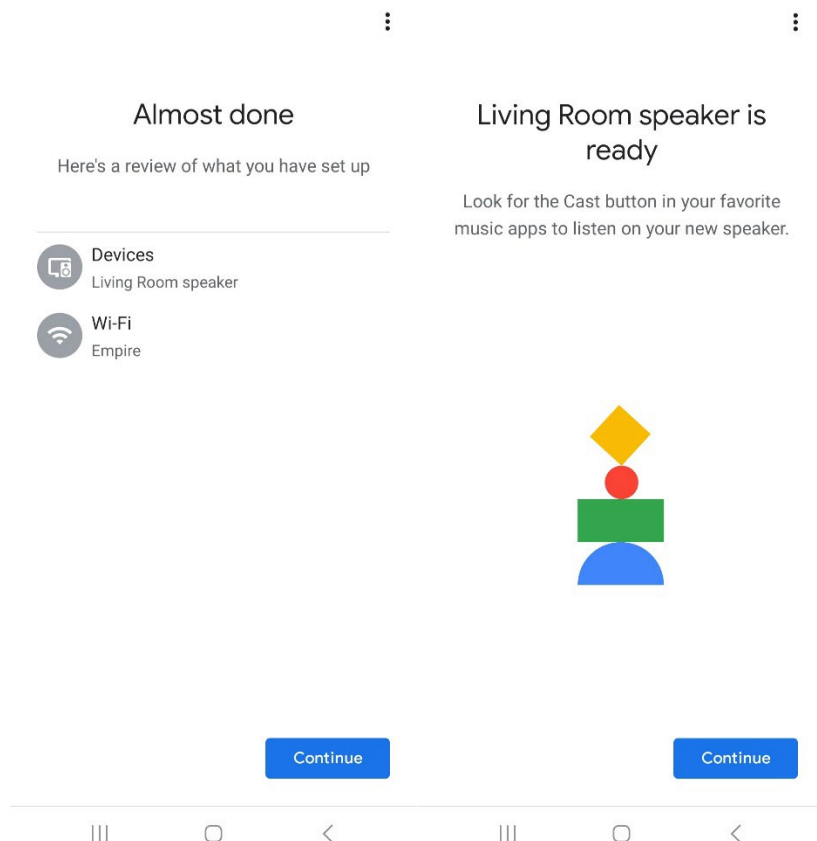 Almost done
Here's a review of what you have set up
Devices
Living Room speaker
Wi-Fi
Empire
Continue
Living Room speaker is
ready
Look for the Cast button in your favorite
music apps to listen on your new speaker.
Continue